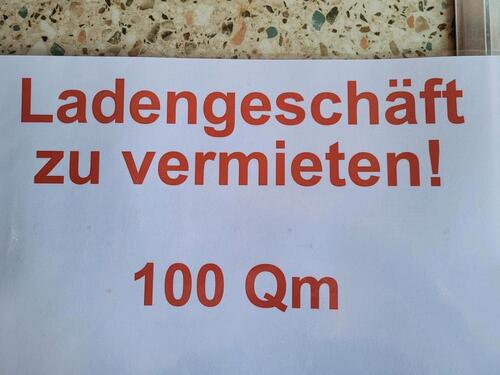 Ladengeschäft
zu vermieten!
100 Qm